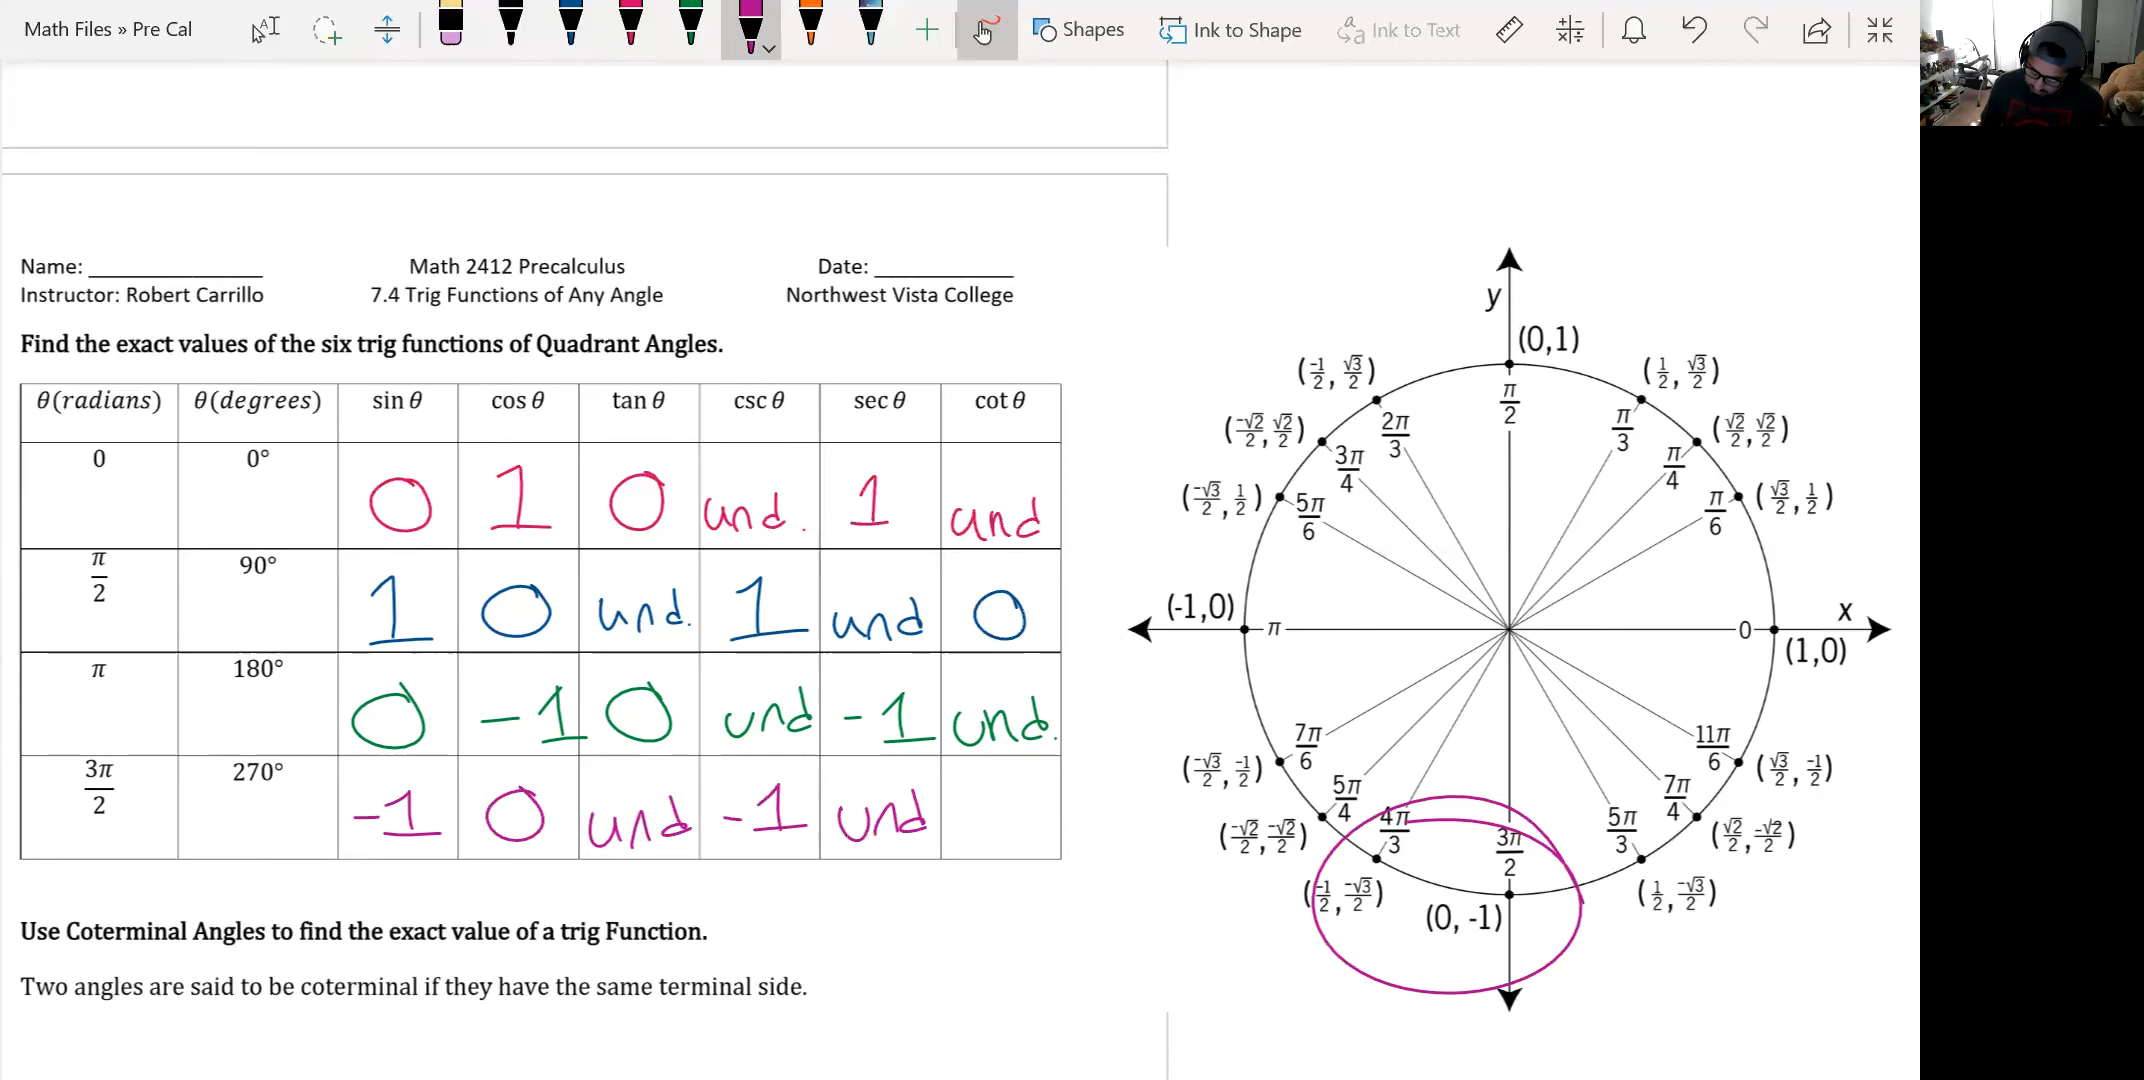 Math Files » Pre Cal
Shapes Ink to Shape Ink to Text
Name: _______________ Math 2412 Precalculus Date: ____________
Instructor: Robert Carrillo 7.4 Trig Functions of Any Angle Northwest Vista College
Find the exact values of the six trig functions of Quadrant Angles.
θ(radians) θ(degrees) sin θ cos θ tan θ csc θ sec θ cot θ
0 0° 0 1 0 und. 1 und
π/2 90° 1 0 und. 1 und 0
π 180° 0 -1 0 und -1 und.
3π/2 270° -1 0 und -1 und
Use Coterminal Angles to find the exact value of a trig Function.
Two angles are said to be coterminal if they have the same terminal side.
y
(0,1)
(-1/2, √3/2) (1/2, √3/2)
π/2
2π/3 π/3
(-√2/2, √2/2) (√2/2, √2/2)
3π/4 π/4
(-√3/2, 1/2) 5π/6 π/6 (√3/2, 1/2)
(-1,0) x
π 0
(1,0)
7π/6 11π/6
(-√3/2, -1/2) (√3/2, -1/2)
5π/4 7π/4
(-√2/2, -√2/2) 4π/3 3π/2 5π/3 (√2/2, -√2/2)
(-1/2, -√3/2) (1/2, -√3/2)
(0, -1)